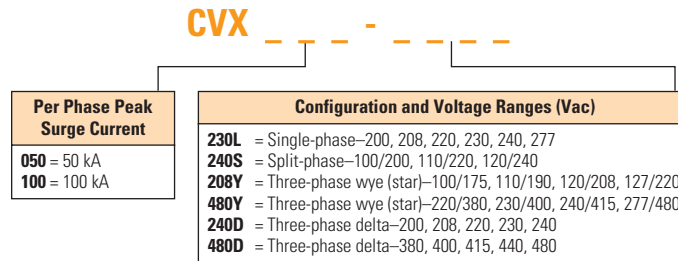 CVX _ _ _ - _ _ _ _
Per Phase Peak
Surge Current
050 = 50 kA
100 = 100 kA
Configuration and Voltage Ranges (Vac)
230L = Single-phase–200, 208, 220, 230, 240, 277
240S = Split-phase–100/200, 110/220, 120/240
208Y = Three-phase wye (star)–100/175, 110/190, 120/208, 127/220
480Y = Three-phase wye (star)–220/380, 230/400, 240/415, 277/480
240D = Three-phase delta–200, 208, 220, 230, 240
480D = Three-phase delta–380, 400, 415, 440, 480